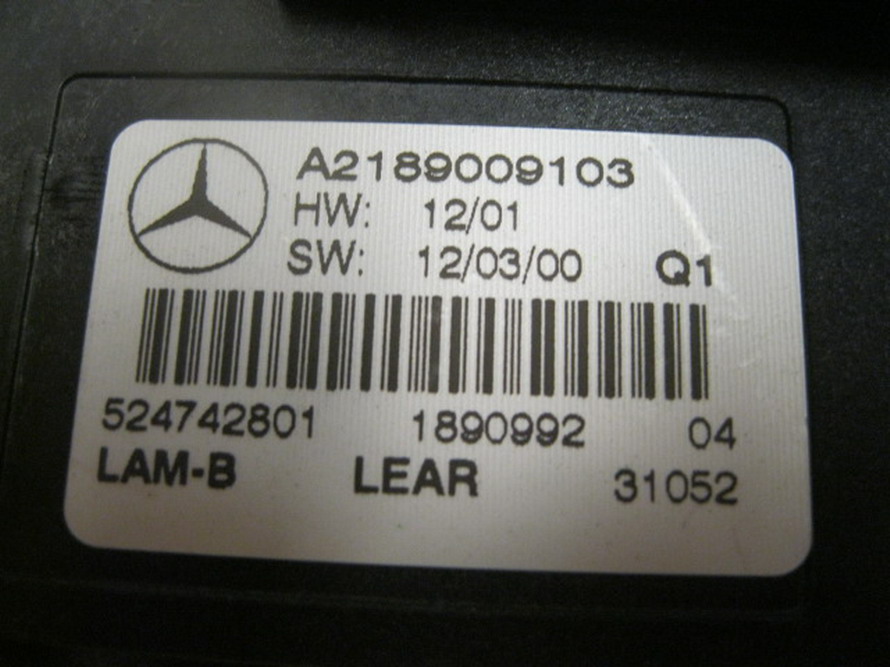 A2189009103
HW: 12/01
SW: 12/03/00 Q1
524742801 1890992 04
LAM-B LEAR 31052